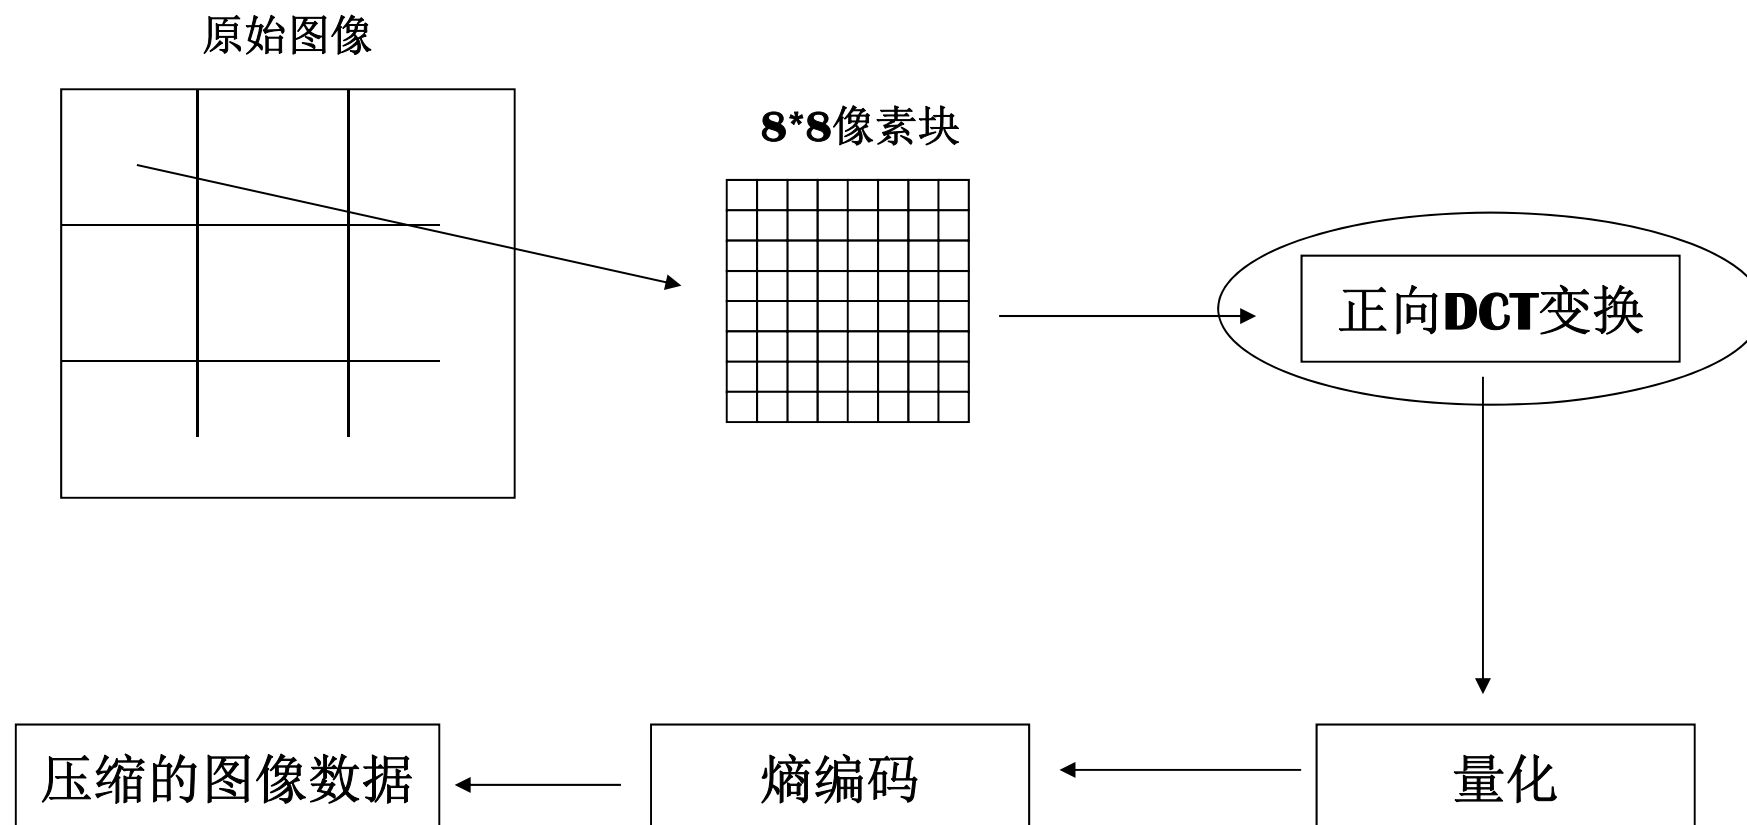 原始图像
8*8像素块
正向DCT变换
压缩的图像数据
熵编码
量化